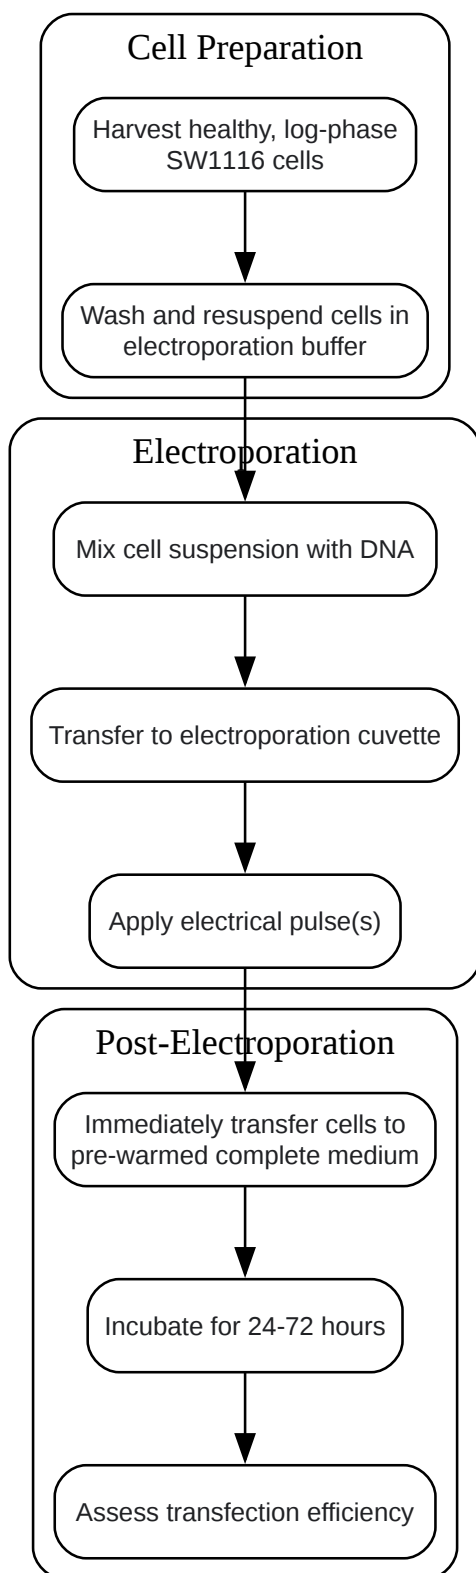 Cell Preparation
Harvest healthy, log-phase
SW1116 cells
Wash and resuspend cells in
electroporation buffer
Electroporation
Mix cell suspension with DNA
Transfer to electroporation cuvette
Apply electrical pulse(s)
Post-Electroporation
Immediately transfer cells to
pre-warmed complete medium
Incubate for 24-72 hours
Assess transfection efficiency